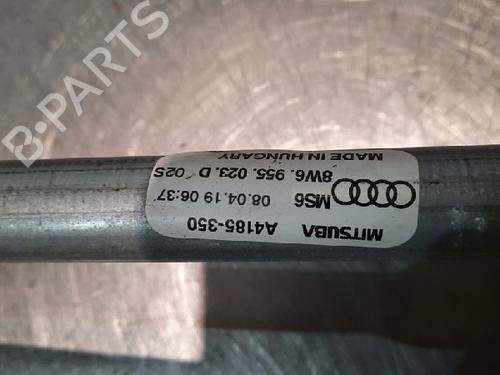 MITSUBA A4185-350
MS6 08.04.19 06:37
8W6. 955. 023. D 02S
MADE IN HUNGARY
B-PARTS